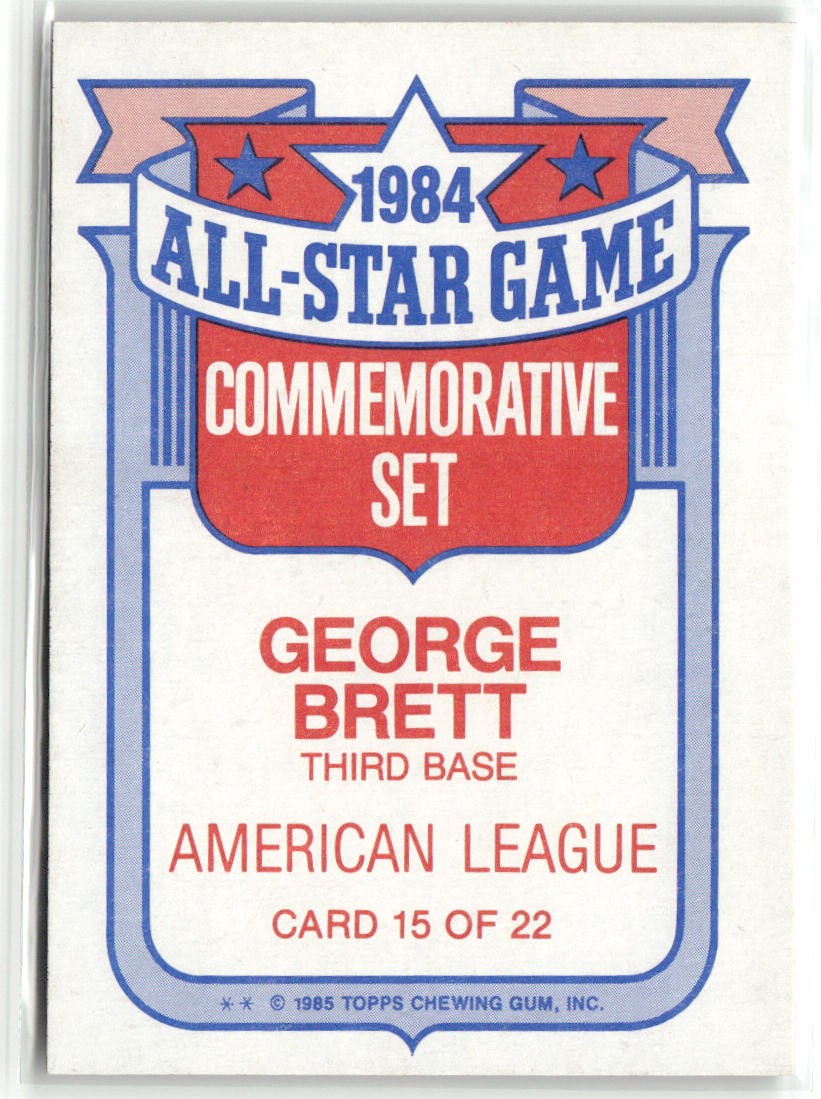 1984
ALL-STAR GAME
COMMEMORATIVE
SET
GEORGE
BRETT
THIRD BASE
AMERICAN LEAGUE
CARD 15 OF 22
** © 1985 TOPPS CHEWING GUM, INC.